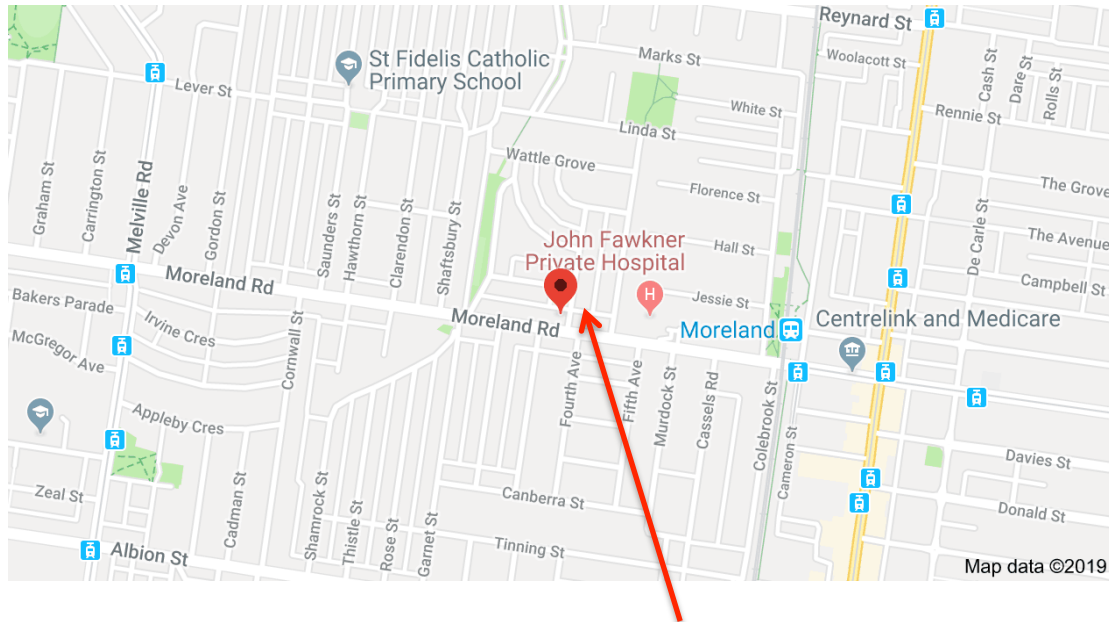 Reynard St
Marks St
Woolacott St
St Fidelis Catholic
Primary School
Lever St
Cash St
Dare St
Rolls St
White St
Rennie St
Linda St
Wattle Grove
Graham St
Carrington St
Melville Rd
Devon Ave
Gordon St
Saunders St
Hawthorn St
Clarendon St
Shaftsbury St
Florence St
The Grove
De Carle St
The Avenue
John Fawkner
Private Hospital
Hall St
H
Moreland Rd
Campbell St
Bakers Parade
Jessie St
Irvine Cres
Moreland Rd
Moreland
Centrelink and Medicare
McGregor Ave
Cornwall St
Fourth Ave
Fifth Ave
Murdock St
Cassels Rd
Colebrook St
Cameron St
Appleby Cres
Davies St
Zeal St
Cadman St
Shamrock St
Thistle St
Rose St
Garnet St
Canberra St
Donald St
Albion St
Tinning St
Map data ©2019